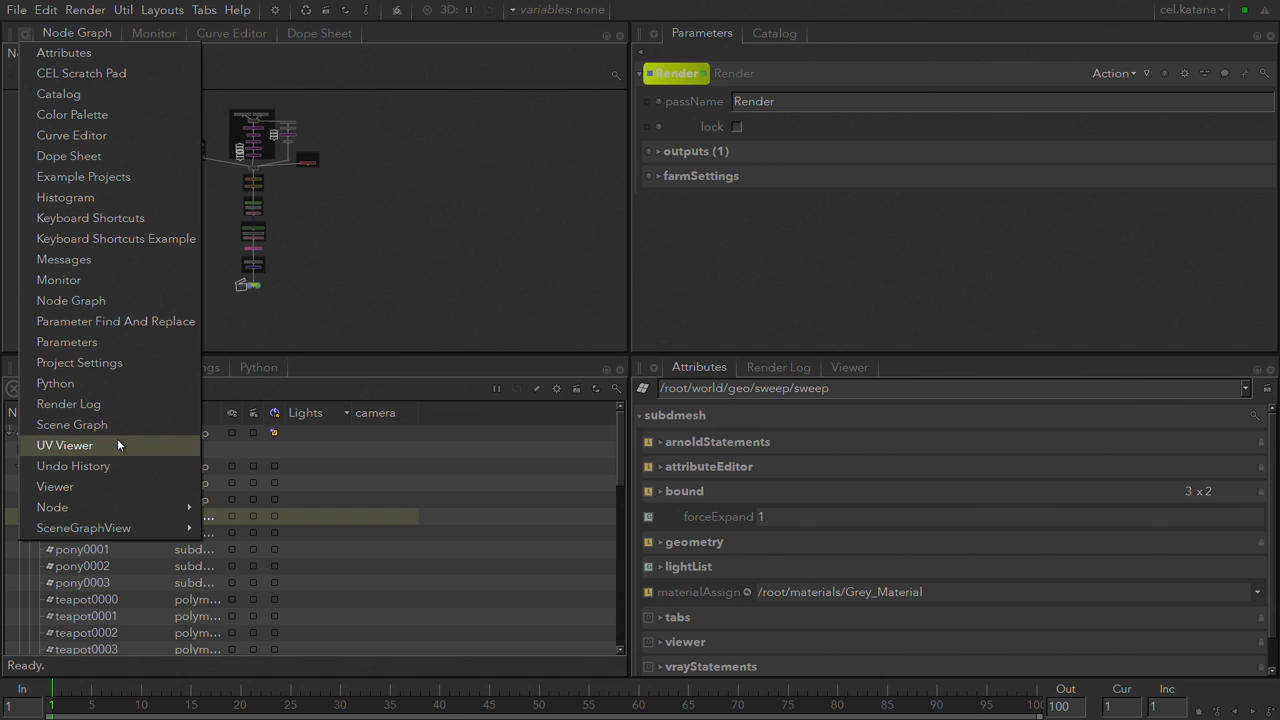 File Edit Render Util Layouts Tabs Help 3D: variables: none cel.katana
Node Graph Monitor Curve Editor Dope Sheet
Attributes
CEL Scratch Pad
Catalog
Color Palette
Curve Editor
Dope Sheet
Example Projects
Histogram
Keyboard Shortcuts
Keyboard Shortcuts Example
Messages
Monitor
Node Graph
Parameter Find And Replace
Parameters
Project Settings
Python
Render Log
Scene Graph
UV Viewer
Undo History
Viewer
Node
SceneGraphView
Parameters Catalog
Render Render Action
passName Render
lock
outputs (1)
farmSettings
Python
Lights camera
pony0001 subd...
pony0002 subd...
pony0003 subd...
teapot0000 polym...
teapot0001 polym...
teapot0002 polym...
teapot0003 polym...
Ready.
Attributes Render Log Viewer
/root/world/geo/sweep/sweep
subdmesh
arnoldStatements
attributeEditor
bound 3 x 2
forceExpand 1
geometry
lightList
materialAssign /root/materials/Grey_Material
tabs
viewer
vrayStatements
In Out Cur Inc
1 1 5 10 15 20 25 30 35 40 45 50 55 60 65 70 75 80 85 90 95 100 100 1 1